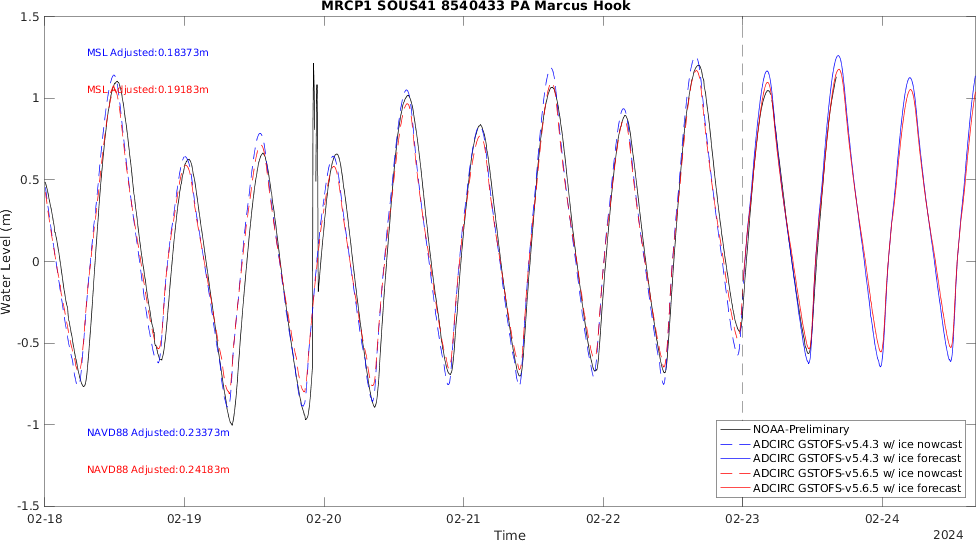 MRCP1 SOUS41 8540433 PA Marcus Hook
1.5
1
0.5
0
-0.5
-1
-1.5
Water Level (m)
MSL Adjusted:0.18373m
MSL Adjusted:0.19183m
NAVD88 Adjusted:0.23373m
NAVD88 Adjusted:0.24183m
NOAA-Preliminary
ADCIRC GSTOFS-v5.4.3 w/ ice nowcast
ADCIRC GSTOFS-v5.4.3 w/ ice forecast
ADCIRC GSTOFS-v5.6.5 w/ ice nowcast
ADCIRC GSTOFS-v5.6.5 w/ ice forecast
02-18 02-19 02-20 02-21 02-22 02-23 02-24
Time
2024